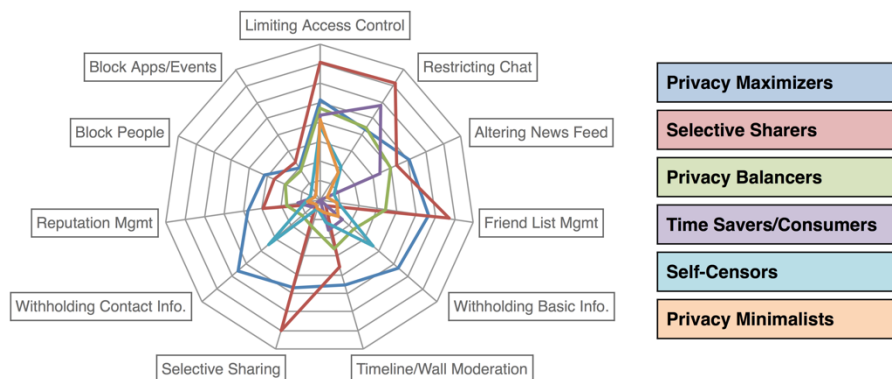 Limiting Access Control
Block Apps/Events
Restricting Chat
Block People
Altering News Feed
Reputation Mgmt
Friend List Mgmt
Withholding Contact Info.
Withholding Basic Info.
Selective Sharing
Timeline/Wall Moderation
Privacy Maximizers
Selective Sharers
Privacy Balancers
Time Savers/Consumers
Self-Censors
Privacy Minimalists